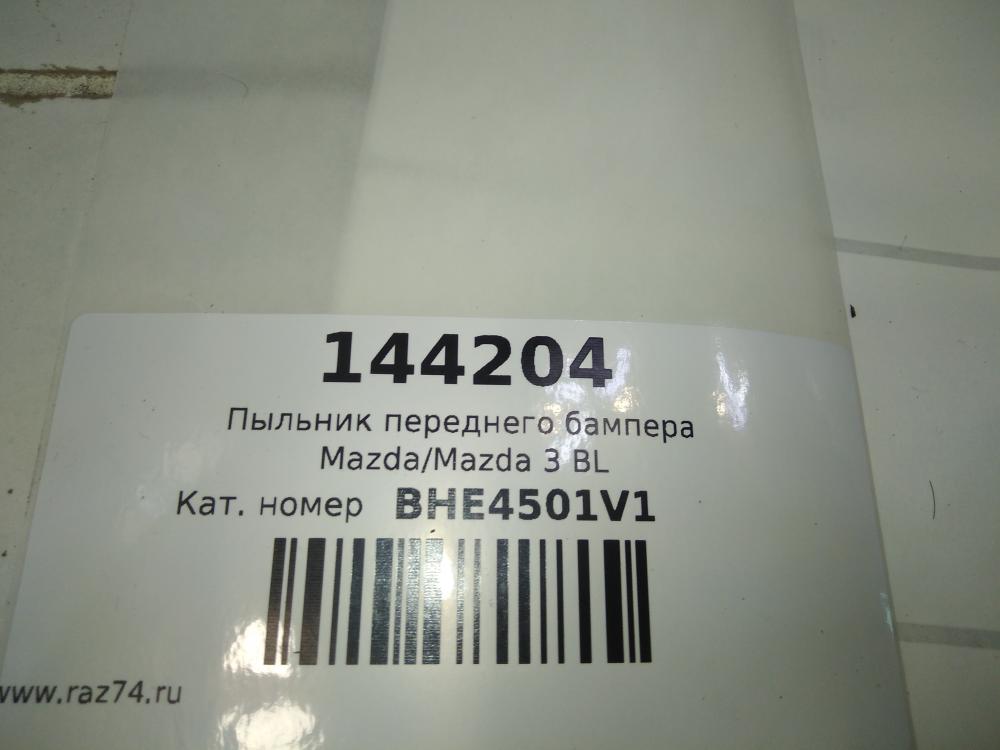 144204
Пыльник переднего бампера
Mazda/Mazda 3 BL
Кат. номер BHE4501V1
www.raz74.ru